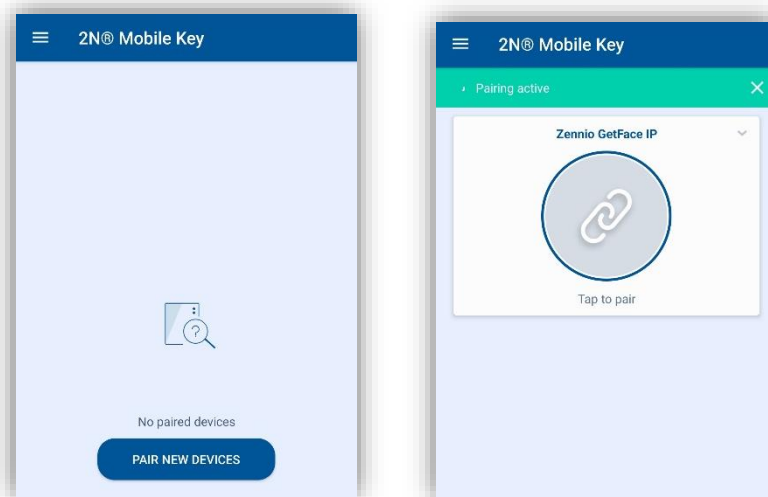 2N® Mobile Key
No paired devices
PAIR NEW DEVICES
2N® Mobile Key
Pairing active
Zennio GetFace IP
Tap to pair